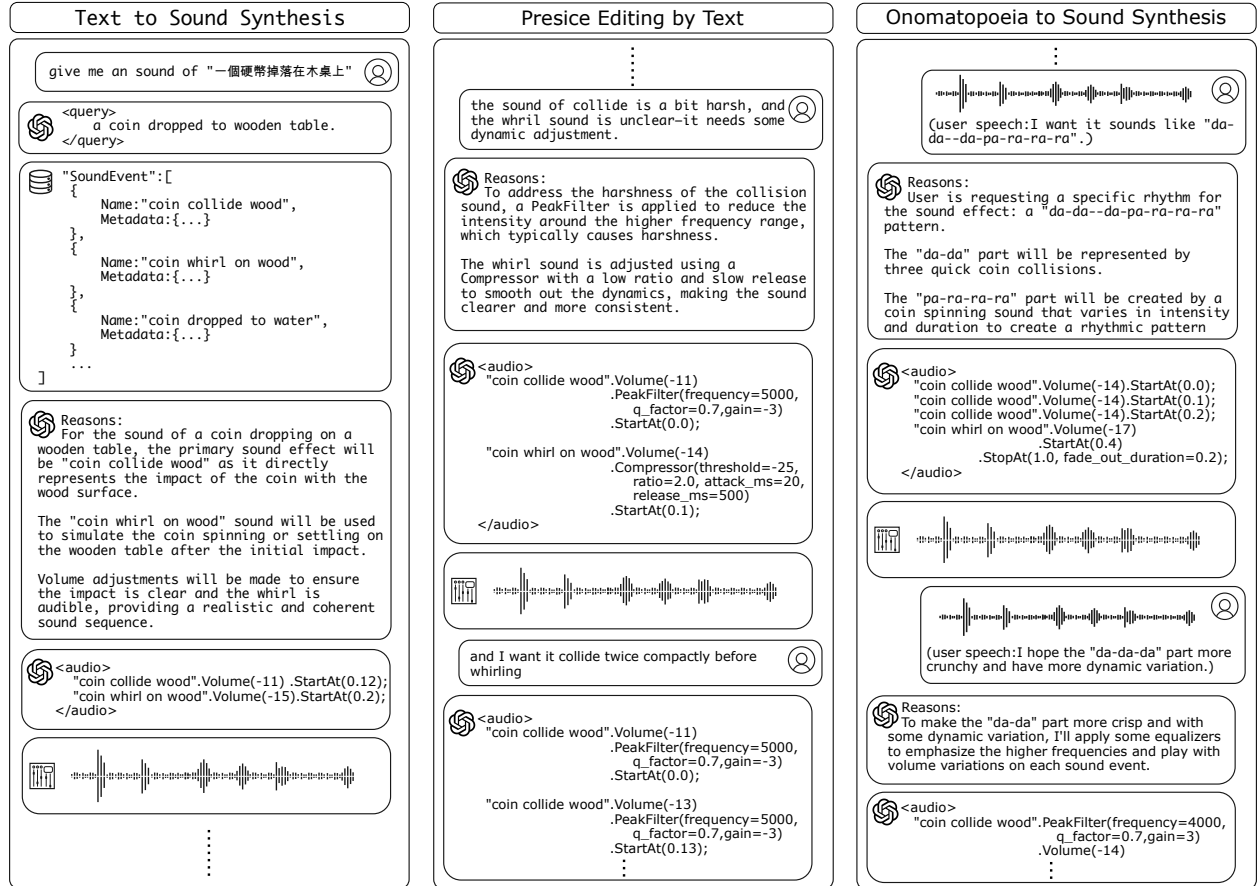 Text to Sound Synthesis
give me an sound of "一個硬幣掉落在木桌上"
<query>
a coin dropped to wooden table.
</query>
"SoundEvent":[
{
Name:"coin collide wood",
Metadata:{...}
},
{
Name:"coin whirl on wood",
Metadata:{...}
},
{
Name:"coin dropped to water",
Metadata:{...}
}
...
]
Reasons:
For the sound of a coin dropping on a
wooden table, the primary sound effect will
be "coin collide wood" as it directly
represents the impact of the coin with the
wood surface.
The "coin whirl on wood" sound will be used
to simulate the coin spinning or settling on
the wooden table after the initial impact.
Volume adjustments will be made to ensure
the impact is clear and the whirl is
audible, providing a realistic and coherent
sound sequence.
<audio>
"coin collide wood".Volume(-11) .StartAt(0.12);
"coin whirl on wood".Volume(-15).StartAt(0.2);
</audio>
Presice Editing by Text
the sound of collide is a bit harsh, and
the whril sound is unclear—it needs some
dynamic adjustment.
Reasons:
To address the harshness of the collision
sound, a PeakFilter is applied to reduce the
intensity around the higher frequency range,
which typically causes harshness.
The whirl sound is adjusted using a
Compressor with a low ratio and slow release
to smooth out the dynamics, making the sound
clearer and more consistent.
<audio>
"coin collide wood".Volume(-11)
.PeakFilter(frequency=5000,
q_factor=0.7,gain=-3)
.StartAt(0.0);
"coin whirl on wood".Volume(-14)
.Compressor(threshold=-25,
ratio=2.0, attack_ms=20,
release_ms=500)
.StartAt(0.1);
</audio>
and I want it collide twice compactly before
whirling
<audio>
"coin collide wood".Volume(-11)
.PeakFilter(frequency=5000,
q_factor=0.7,gain=-3)
.StartAt(0.0);
"coin collide wood".Volume(-13)
.PeakFilter(frequency=5000,
q_factor=0.7,gain=-3)
.StartAt(0.13);
Onomatopoeia to Sound Synthesis
(user speech:I want it sounds like "da-
da--da-pa-ra-ra-ra".)
Reasons:
User is requesting a specific rhythm for
the sound effect: a "da-da--da-pa-ra-ra-ra"
pattern.
The "da-da" part will be represented by
three quick coin collisions.
The "pa-ra-ra-ra" part will be created by a
coin spinning sound that varies in intensity
and duration to create a rhythmic pattern
<audio>
"coin collide wood".Volume(-14).StartAt(0.0);
"coin collide wood".Volume(-14).StartAt(0.1);
"coin collide wood".Volume(-14).StartAt(0.2);
"coin whirl on wood".Volume(-17)
.StartAt(0.4)
.StopAt(1.0, fade_out_duration=0.2);
</audio>
(user speech:I hope the "da-da-da" part more
crunchy and have more dynamic variation.)
Reasons:
To make the "da-da" part more crisp and with
some dynamic variation, I'll apply some equalizers
to emphasize the higher frequencies and play with
volume variations on each sound event.
<audio>
"coin collide wood".PeakFilter(frequency=4000,
q_factor=0.7,gain=3)
.Volume(-14)